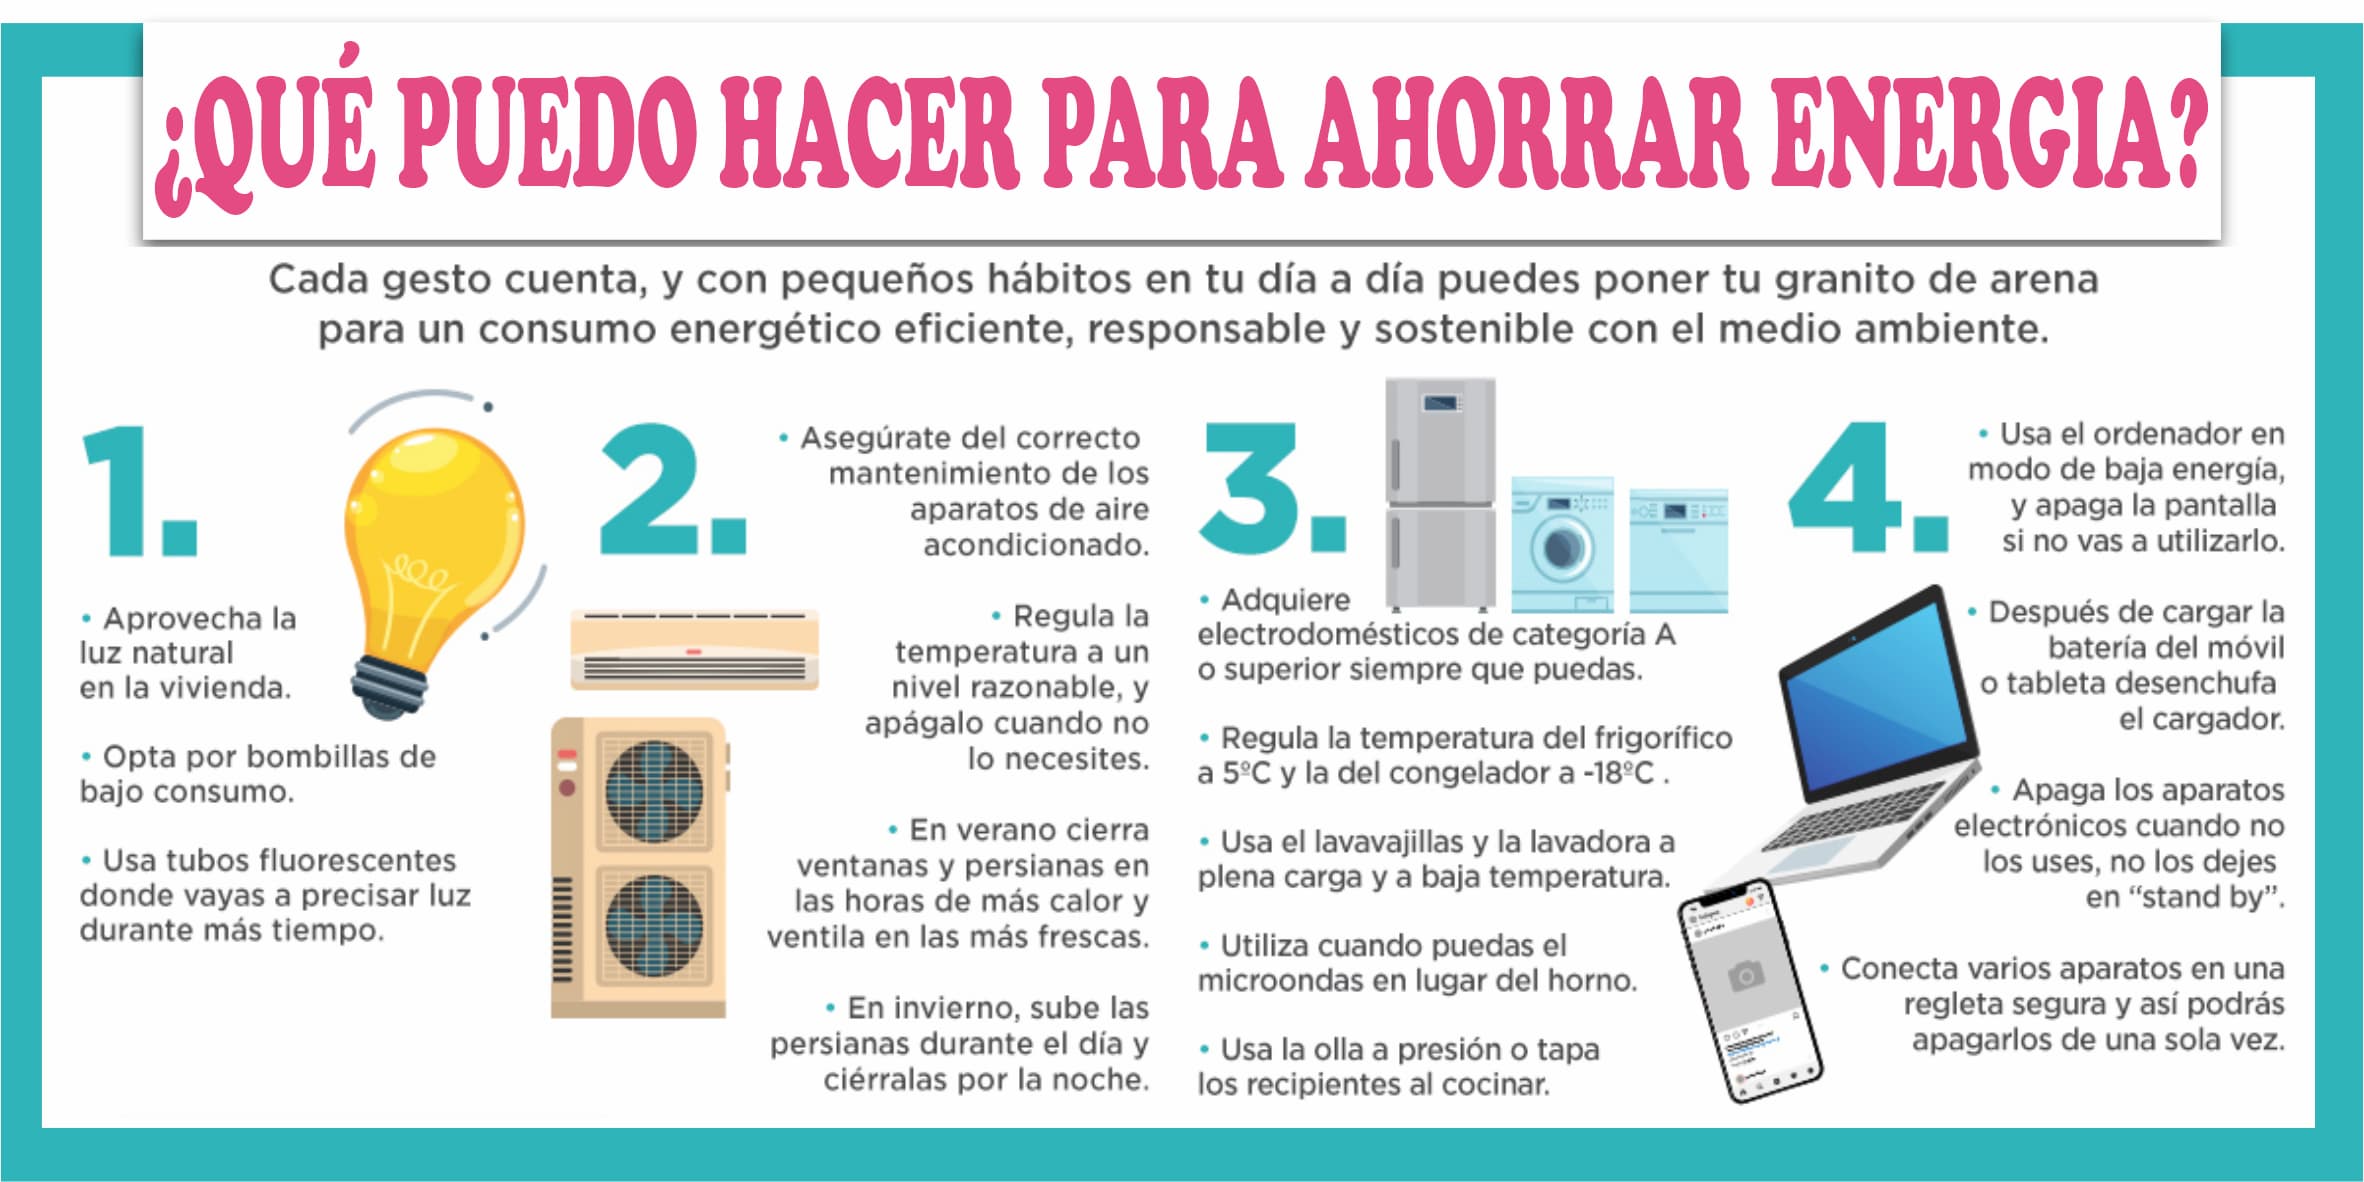 ¿QUÉ PUEDO HACER PARA AHORRAR ENERGIA?
Cada gesto cuenta, y con pequeños hábitos en tu día a día puedes poner tu granito de arena
para un consumo energético eficiente, responsable y sostenible con el medio ambiente.
1.
• Aprovecha la
luz natural
en la vivienda.
• Opta por bombillas de
bajo consumo.
• Usa tubos fluorescentes
donde vayas a precisar luz
durante más tiempo.
2.
• Asegúrate del correcto
mantenimiento de los
aparatos de aire
acondicionado.
• Regula la
temperatura a un
nivel razonable, y
apágalo cuando no
lo necesites.
• En verano cierra
ventanas y persianas en
las horas de más calor y
ventila en las más frescas.
• En invierno, sube las
persianas durante el día y
ciérralas por la noche.
3.
• Adquiere
electrodomésticos de categoría A
o superior siempre que puedas.
• Regula la temperatura del frigorífico
a 5ºC y la del congelador a -18ºC .
• Usa el lavavajillas y la lavadora a
plena carga y a baja temperatura.
• Utiliza cuando puedas el
microondas en lugar del horno.
• Usa la olla a presión o tapa
los recipientes al cocinar.
4.
• Usa el ordenador en
modo de baja energía,
y apaga la pantalla
si no vas a utilizarlo.
• Después de cargar la
batería del móvil
o tableta desenchufa
el cargador.
• Apaga los aparatos
electrónicos cuando no
los uses, no los dejes
en “stand by”.
• Conecta varios aparatos en una
regleta segura y así podrás
apagarlos de una sola vez.